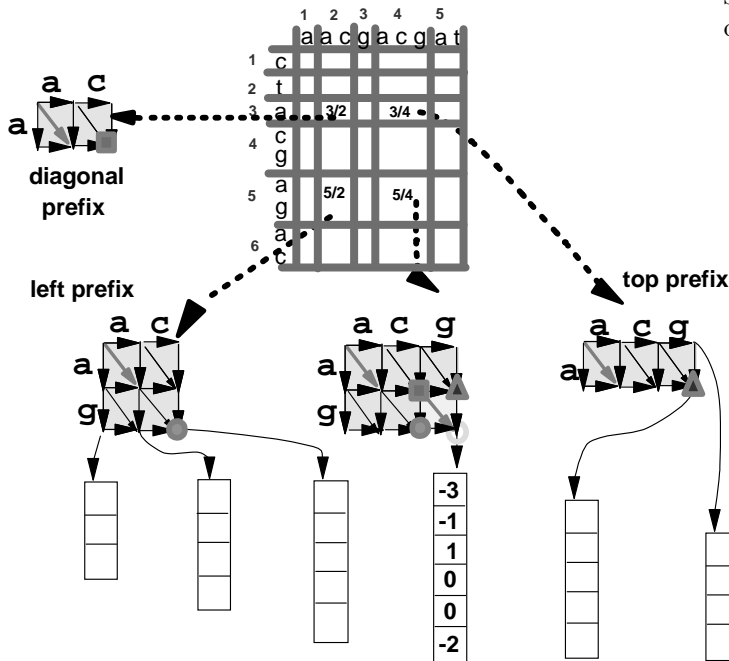 1 2 3 4 5
a a c g a c g a t
1 c
2 t
3 a 3/2 3/4
4 c
g
5 a 5/2 5/4
g
6 a
c
a c
a
diagonal
prefix
left prefix
a c
a
g
a c g
a
g
top prefix
a c g
a
-3
-1
1
0
0
-2